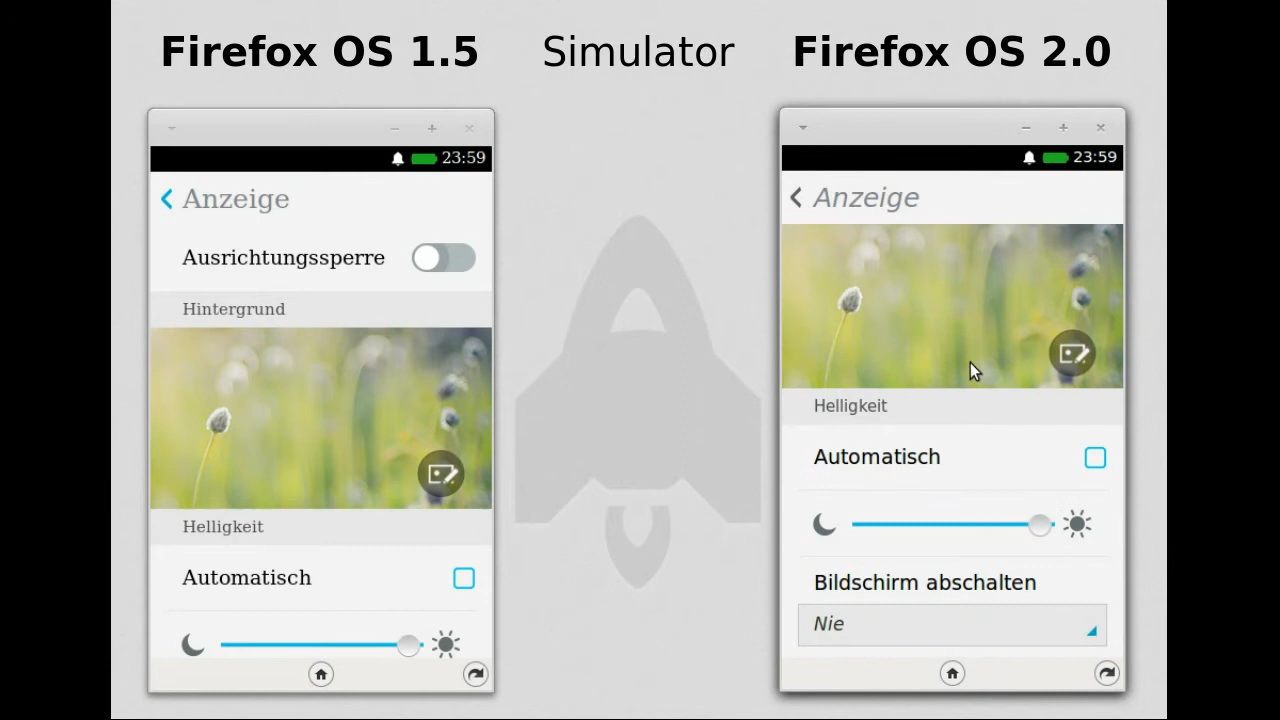 Firefox OS 1.5 Simulator Firefox OS 2.0
23:59
Anzeige
Ausrichtungssperre
Hintergrund
Helligkeit
Automatisch
23:59
Anzeige
Helligkeit
Automatisch
Bildschirm abschalten
Nie